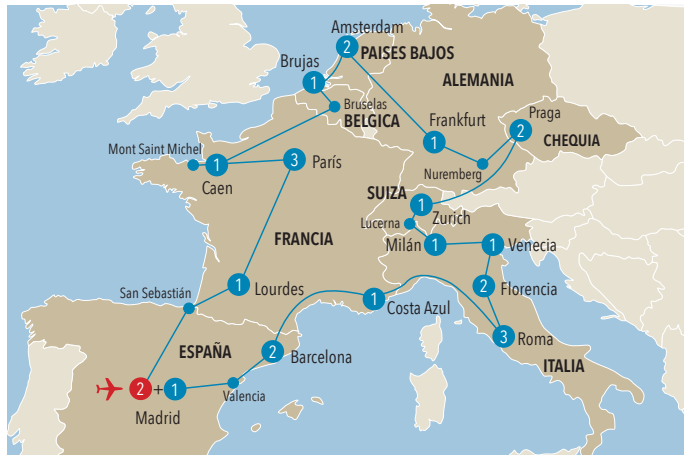 Amsterdam
2
PAISES BAJOS
Brujas
1
ALEMANIA
Bruselas
BELGICA
Frankfurt
1
Praga
2
CHEQUIA
Nuremberg
Mont Saint Michel
1
Caen
3
París
SUIZA
1
Zurich
Lucerna
Milán
1
1
Venecia
FRANCIA
2
Florencia
San Sebastián
1
Lourdes
1
Costa Azul
3
Roma
ITALIA
ESPAÑA
2
Barcelona
2
+
1
Madrid
Valencia